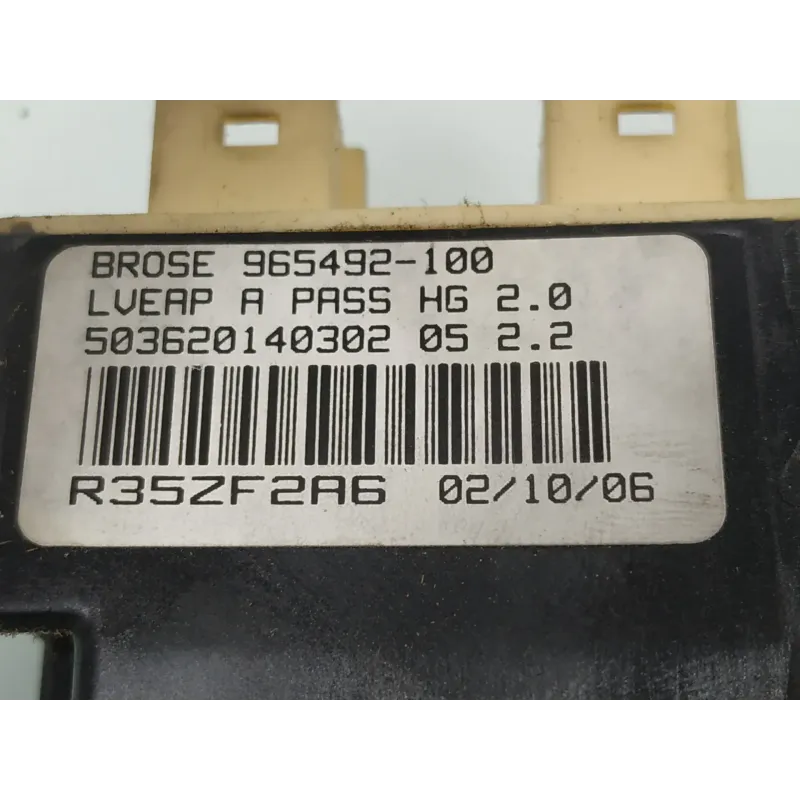 BROSE 965492-100
LVEAP A PASS HG 2.0
503620140302 05 2.2
R35ZF2A6 02/10/06